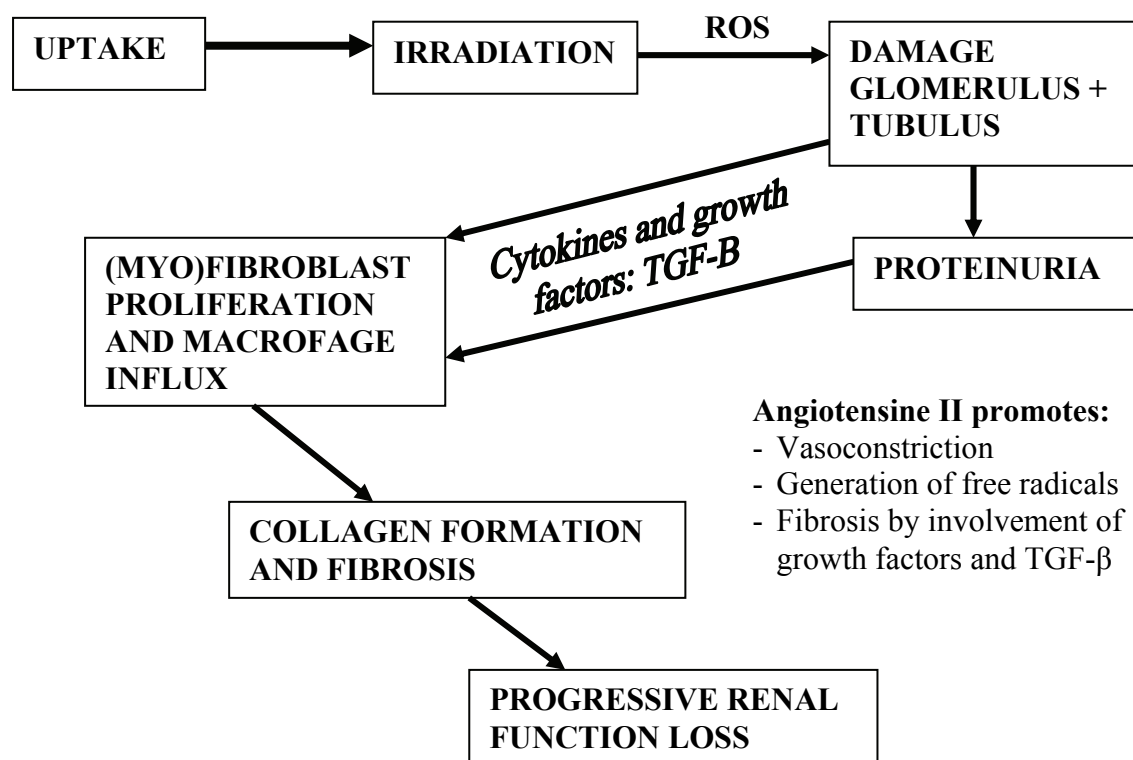 UPTAKE
IRRADIATION
ROS
DAMAGE
GLOMERULUS +
TUBULUS
Cytokines and growth
factors: TGF-B
PROTEINURIA
(MYO)FIBROBLAST
PROLIFERATION
AND MACROFAGE
INFLUX
Angiotensine II promotes:
- Vasoconstriction
- Generation of free radicals
- Fibrosis by involvement of
growth factors and TGF-β
COLLAGEN FORMATION
AND FIBROSIS
PROGRESSIVE RENAL
FUNCTION LOSS